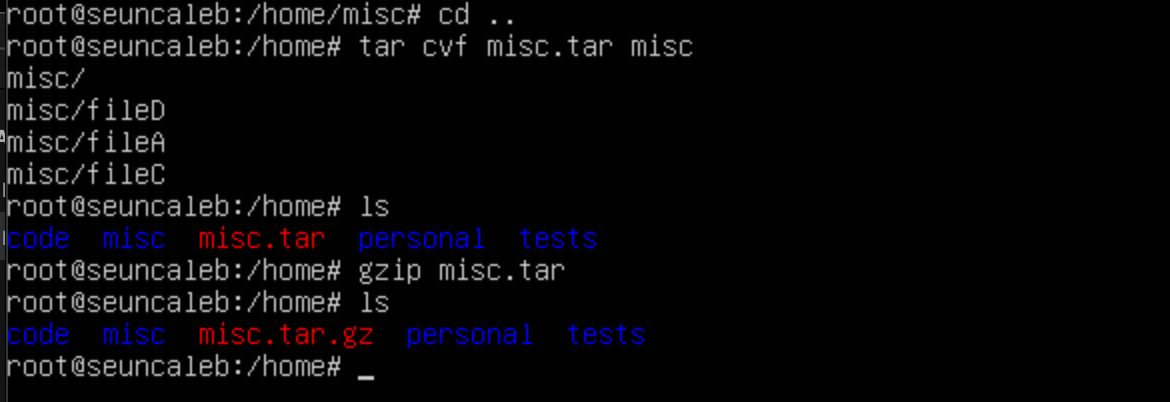 root@seuncaleb:/home/misc# cd ..
root@seuncaleb:/home# tar cvf misc.tar misc
misc/
misc/fileD
misc/fileA
misc/fileC
root@seuncaleb:/home# ls
code  misc  misc.tar  personal  tests
root@seuncaleb:/home# gzip misc.tar
root@seuncaleb:/home# ls
code  misc  misc.tar.gz  personal  tests
root@seuncaleb:/home# _